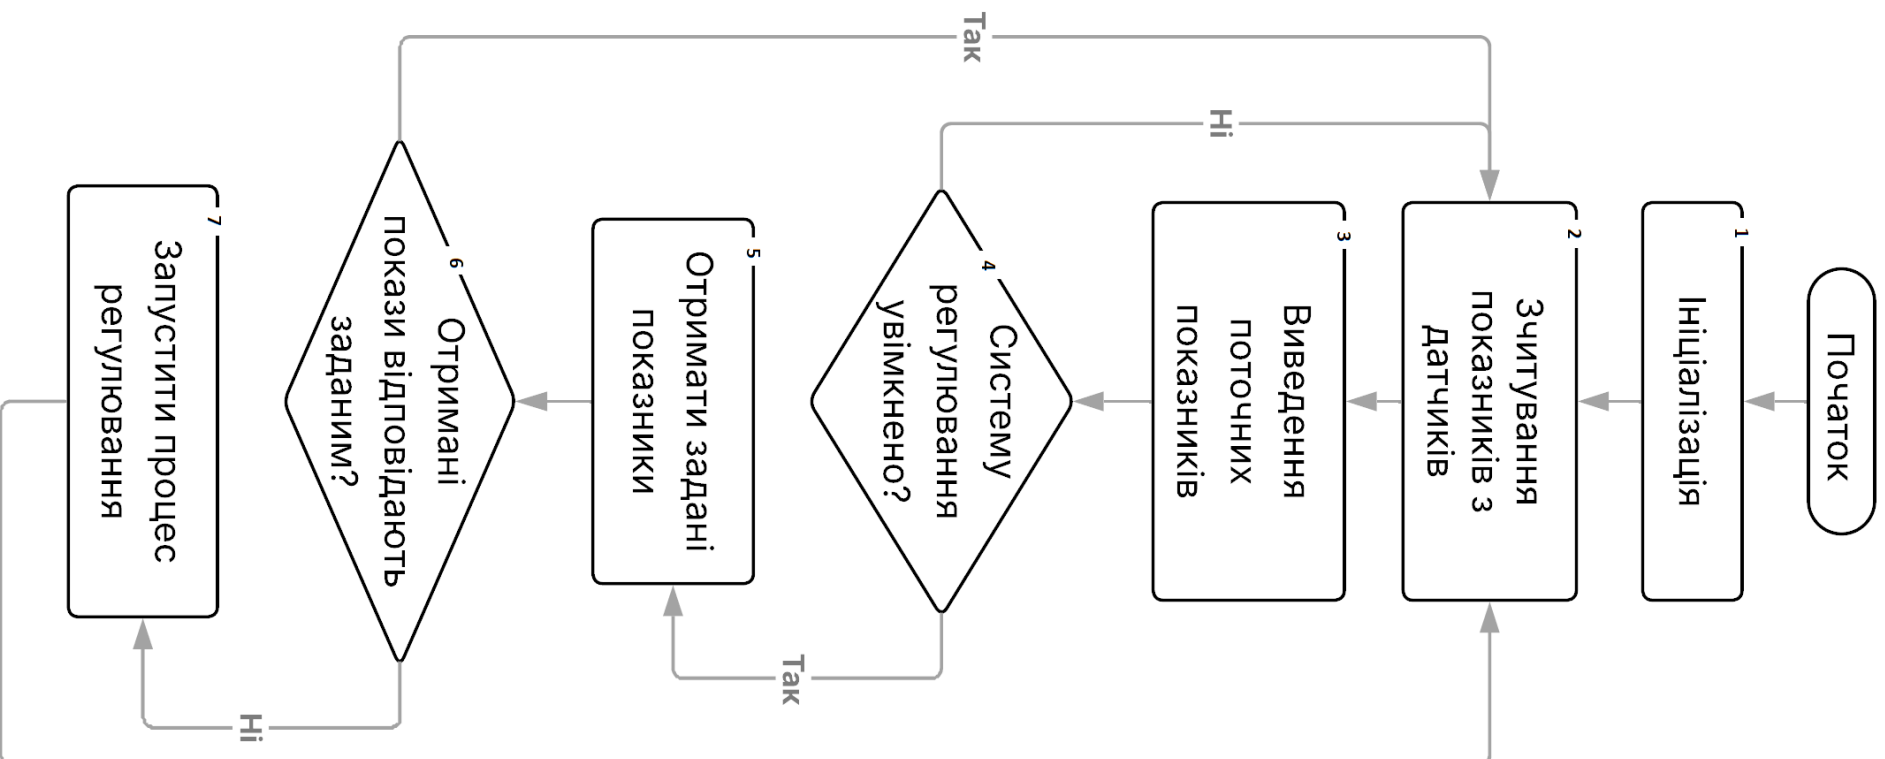 Початок
1
Ініціалізація
2
Зчитування
показників з
датчиків
3
Виведення
поточних
показників
4
Систему
регулювання
увімкнено?
Ні
Так
5
Отримати задані
показники
6
Отримані
покази відповідають
заданим?
Так
Ні
7
Запустити процес
регулювання